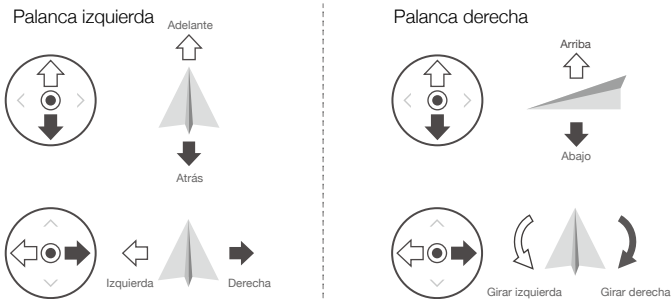 Palanca izquierda
Adelante
Atrás
Izquierda
Derecha
Palanca derecha
Arriba
Abajo
Girar izquierda
Girar derecha